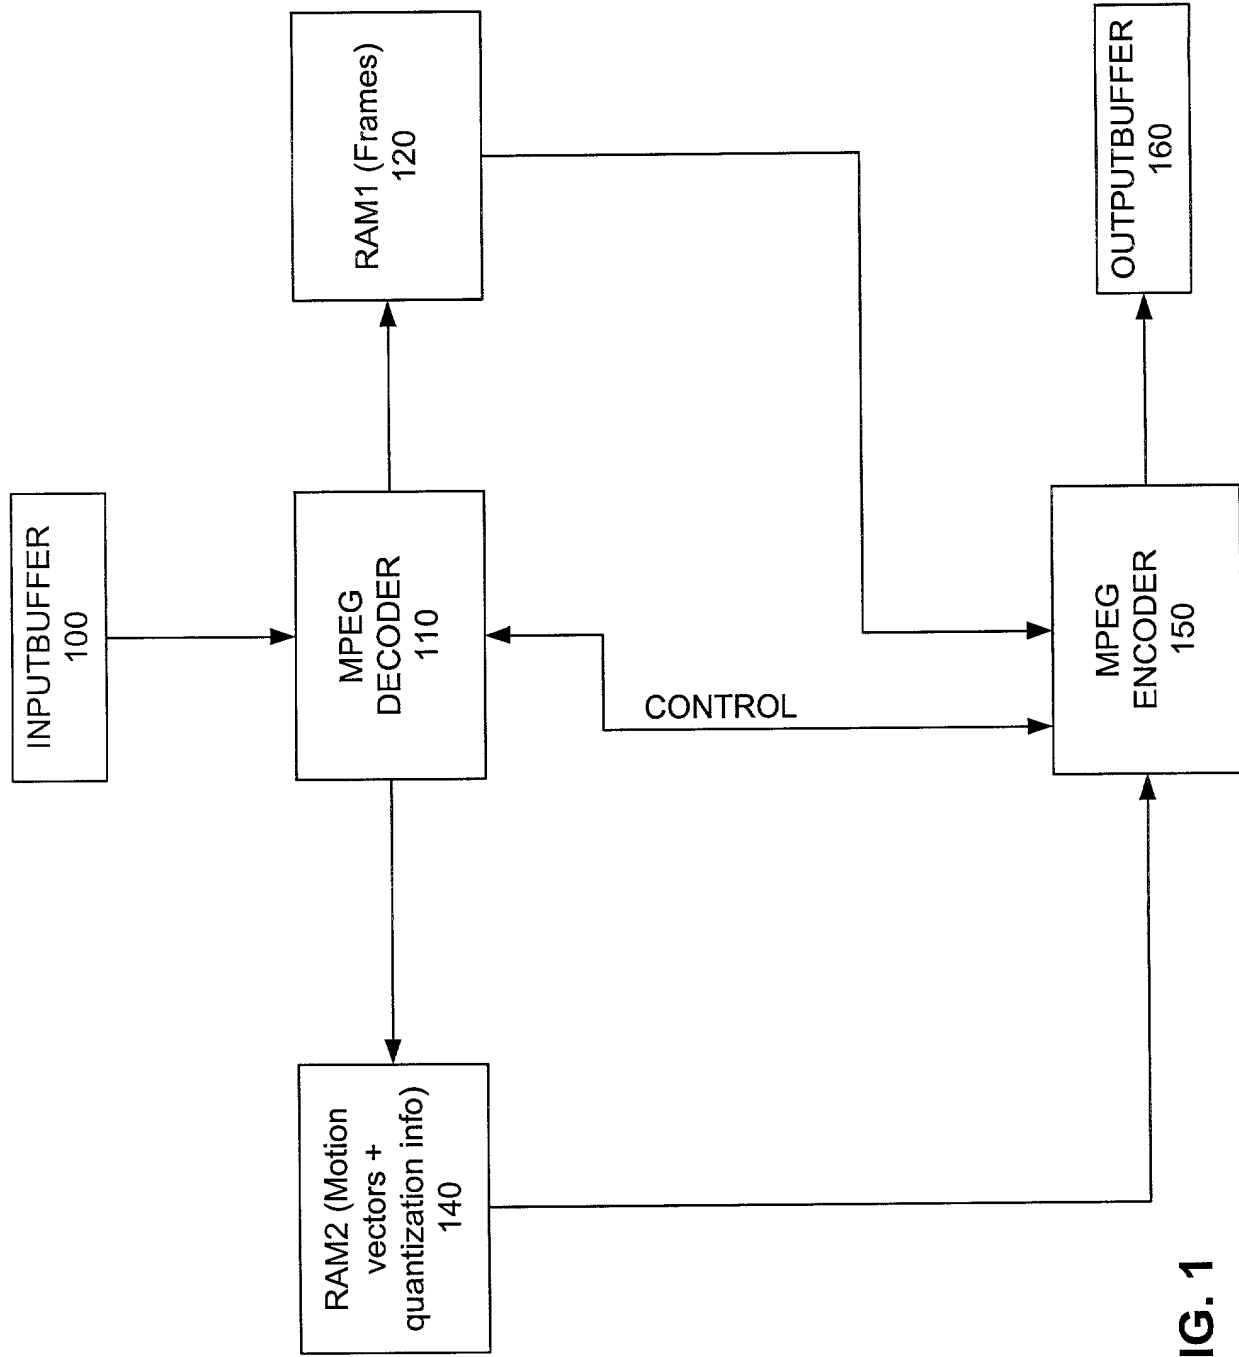 INPUTBUFFER
100
RAM2 (Motion
vectors +
quantization info)
140
MPEG
DECODER
110
RAM1 (Frames)
120
CONTROL
MPEG
ENCODER
150
OUTPUTBUFFER
160
IG. 1